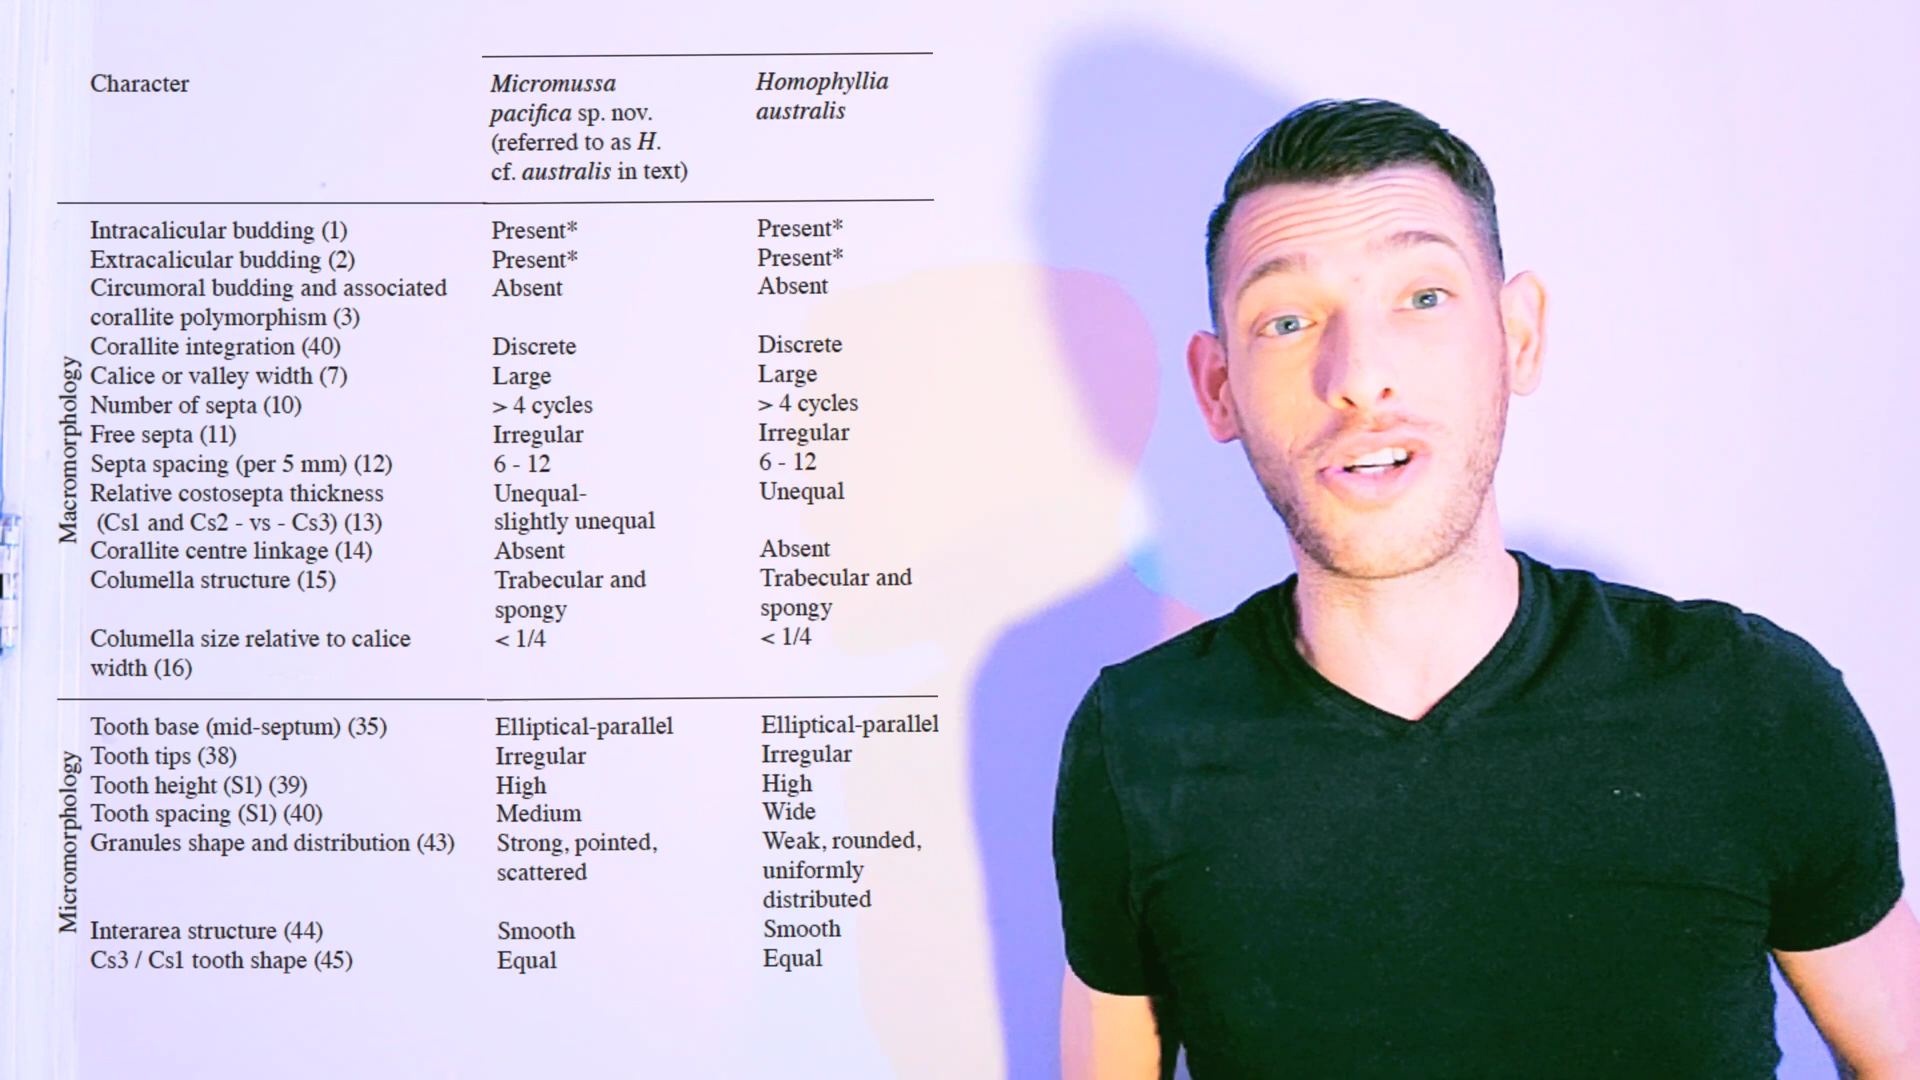 Character
Micromussa
pacifica sp. nov.
(referred to as H.
cf. australis in text)
Homophyllia
australis
Macromorphology
Intracalicular budding (1) Present* Present*
Extracalicular budding (2) Present* Present*
Circumoral budding and associated Absent Absent
corallite polymorphism (3)
Corallite integration (40) Discrete Discrete
Calice or valley width (7) Large Large
Number of septa (10) > 4 cycles > 4 cycles
Free septa (11) Irregular Irregular
Septa spacing (per 5 mm) (12) 6 - 12 6 - 12
Relative costosepta thickness Unequal- Unequal
(Cs1 and Cs2 - vs - Cs3) (13) slightly unequal
Corallite centre linkage (14) Absent Absent
Columella structure (15) Trabecular and Trabecular and
spongy spongy
Columella size relative to calice < 1/4 < 1/4
width (16)
Micromorphology
Tooth base (mid-septum) (35) Elliptical-parallel Elliptical-parallel
Tooth tips (38) Irregular Irregular
Tooth height (S1) (39) High High
Tooth spacing (S1) (40) Medium Wide
Granules shape and distribution (43) Strong, pointed, Weak, rounded,
scattered uniformly
distributed
Interarea structure (44) Smooth Smooth
Cs3 / Cs1 tooth shape (45) Equal Equal